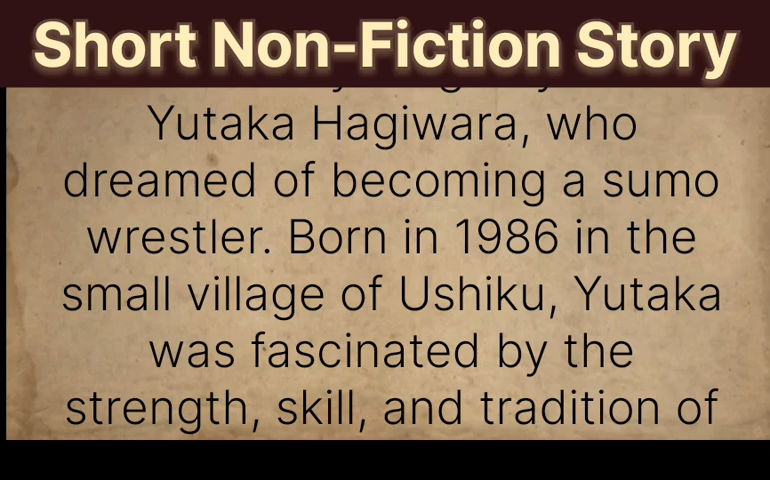 Short Non-Fiction Story
Yutaka Hagiwara, who
dreamed of becoming a sumo
wrestler. Born in 1986 in the
small village of Ushiku, Yutaka
was fascinated by the
strength, skill, and tradition of